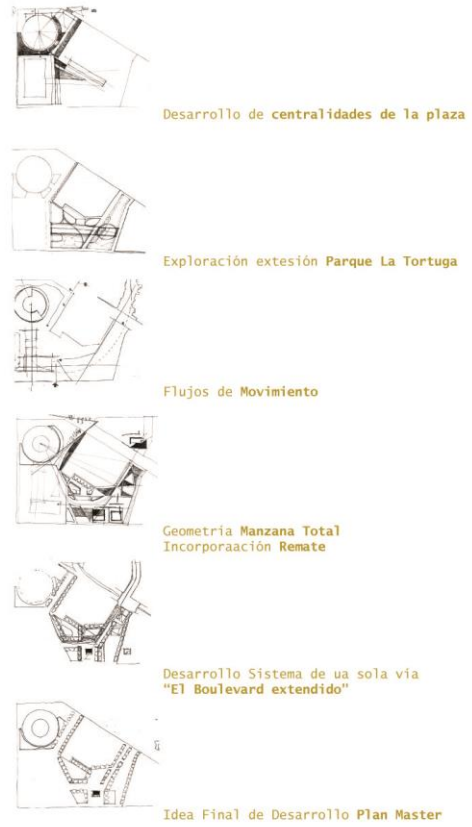 Desarrollo de centralidades de la plaza
Exploración extesión Parque La Tortuga
Flujos de Movimiento
Geometria Manzana Total
Incorporaación Remate
Desarrollo Sistema de ua sola vía
"El Boulevard extendido"
Idea Final de Desarrollo Plan Master